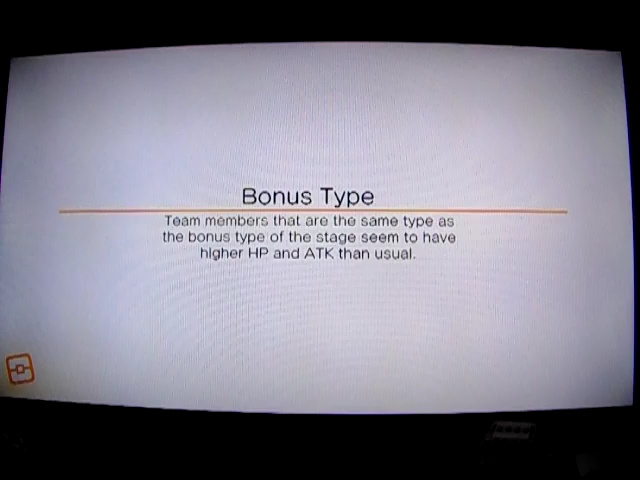 Bonus Type
Team members that are the same type as
the bonus type of the stage seem to have
higher HP and ATK than usual.